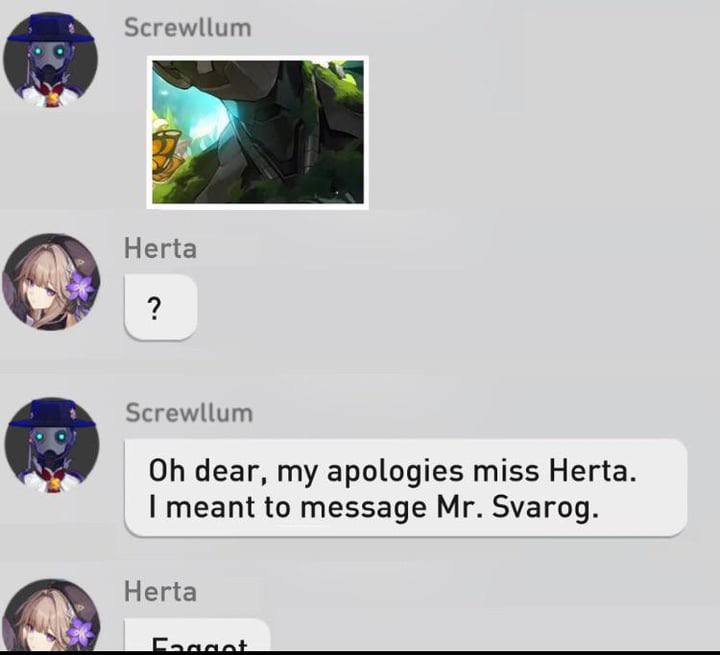 Screwllum
Herta
?
Screwllum
Oh dear, my apologies miss Herta.
I meant to message Mr. Svarog.
Herta
Faggot